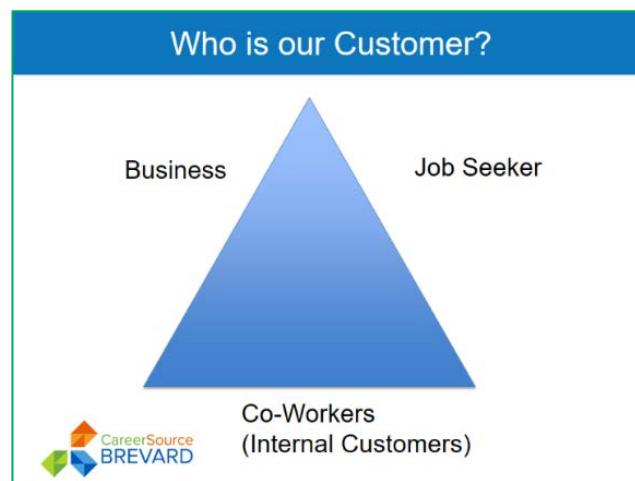 Who is our Customer?
Business
Job Seeker
Co-Workers
(Internal Customers)
CareerSource
BREVARD